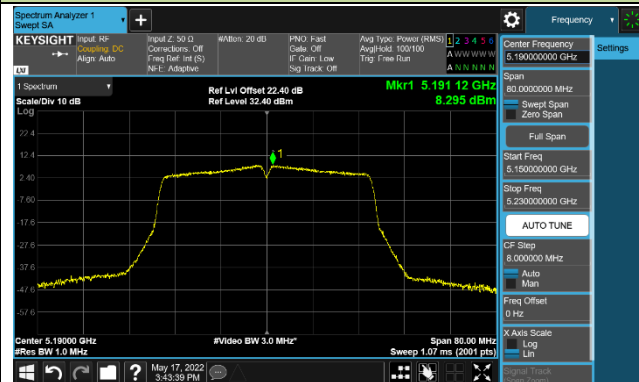 Spectrum Analyzer 1
Swept SA
Frequency
KEYSIGHT
Input: RF
Coupling: DC
Align: Auto
Input Z: 50 Ω
Corrections: Off
Freq Ref: Int (S)
NFE: Adaptive
#Atten: 20 dB
PNO: Fast
Gate: Off
IF Gain: Low
Sig Track: Off
Avg Type: Power (RMS)
Avg|Hold: 100/100
Trig: Free Run
1 2 3 4 5 6
A W W W W W
A N N N N N
LXI
1 Spectrum
Scale/Div 10 dB
Log
Ref Lvl Offset 22.40 dB
Ref Level 32.40 dBm
Mkr1 5.191 12 GHz
8.295 dBm
22.4
12.4
2.40
-7.60
-17.6
-27.6
-37.6
-47.6
-57.6
1
Center 5.19000 GHz
#Res BW 1.0 MHz
#Video BW 3.0 MHz*
Span 80.00 MHz
Sweep 1.07 ms (2001 pts)
May 17, 2022
3:43:39 PM
Center Frequency
5.190000000 GHz
Span
80.0000000 MHz
Swept Span
Zero Span
Full Span
Start Freq
5.150000000 GHz
Stop Freq
5.230000000 GHz
AUTO TUNE
CF Step
8.000000 MHz
Auto
Man
Freq Offset
0 Hz
X Axis Scale
Log
Lin
Signal Track
(Span Zoom)
Settings